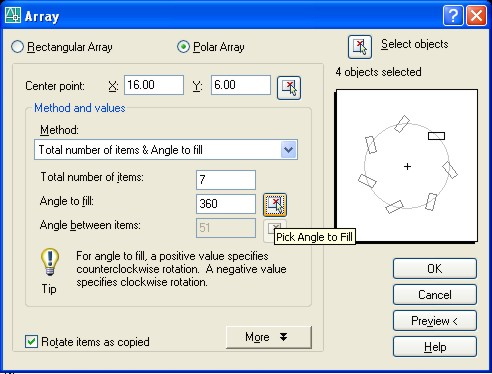 Array
Rectangular Array
Polar Array
Select objects
4 objects selected
Center point: X: 16.00 Y: 6.00
Method and values
Method:
Total number of items & Angle to fill
Total number of items: 7
Angle to fill: 360
Angle between items: 51
Pick Angle to Fill
Tip
For angle to fill, a positive value specifies
counterclockwise rotation. A negative value
specifies clockwise rotation.
Rotate items as copied
More
OK
Cancel
Preview <
Help